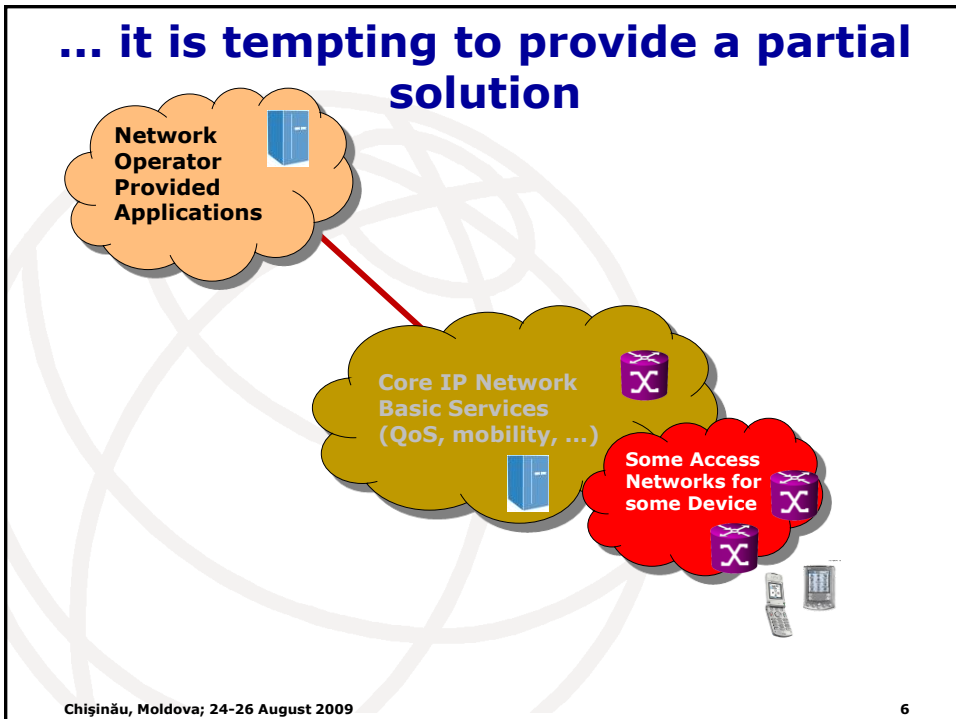 ... it is tempting to provide a partial
solution
Network
Operator
Provided
Applications
Core IP Network
Basic Services
(QoS, mobility, ...)
Some Access
Networks for
some Device
Chişinău, Moldova; 24-26 August 2009
6